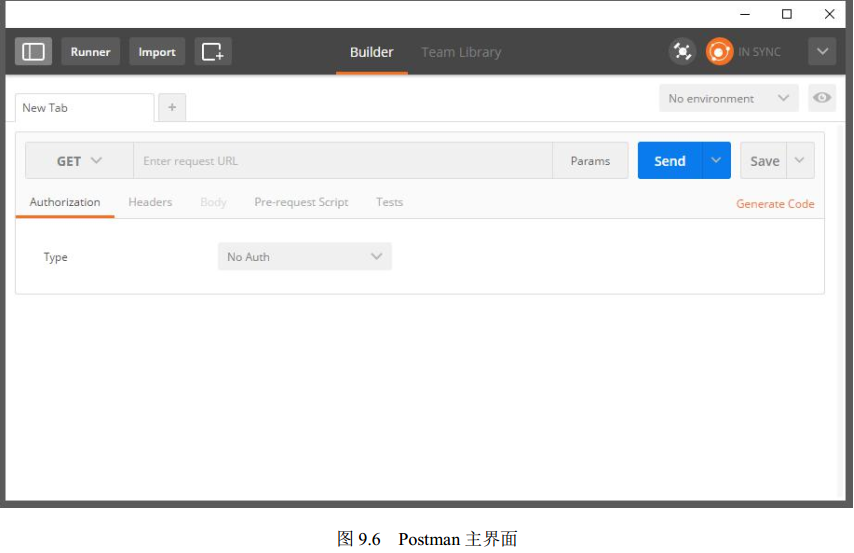 Runner Import Builder Team Library IN SYNC
New Tab + No environment
GET Enter request URL Params Send Save
Authorization Headers Body Pre-request Script Tests Generate Code
Type No Auth
图 9.6 Postman 主界面